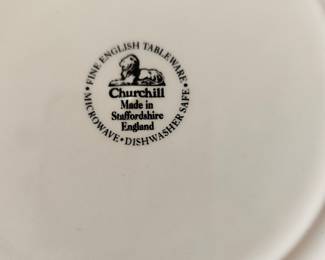 • FINE ENGLISH TABLEWARE •
Churchill
Made in
Staffordshire
England
MICROWAVE • DISHWASHER SAFE